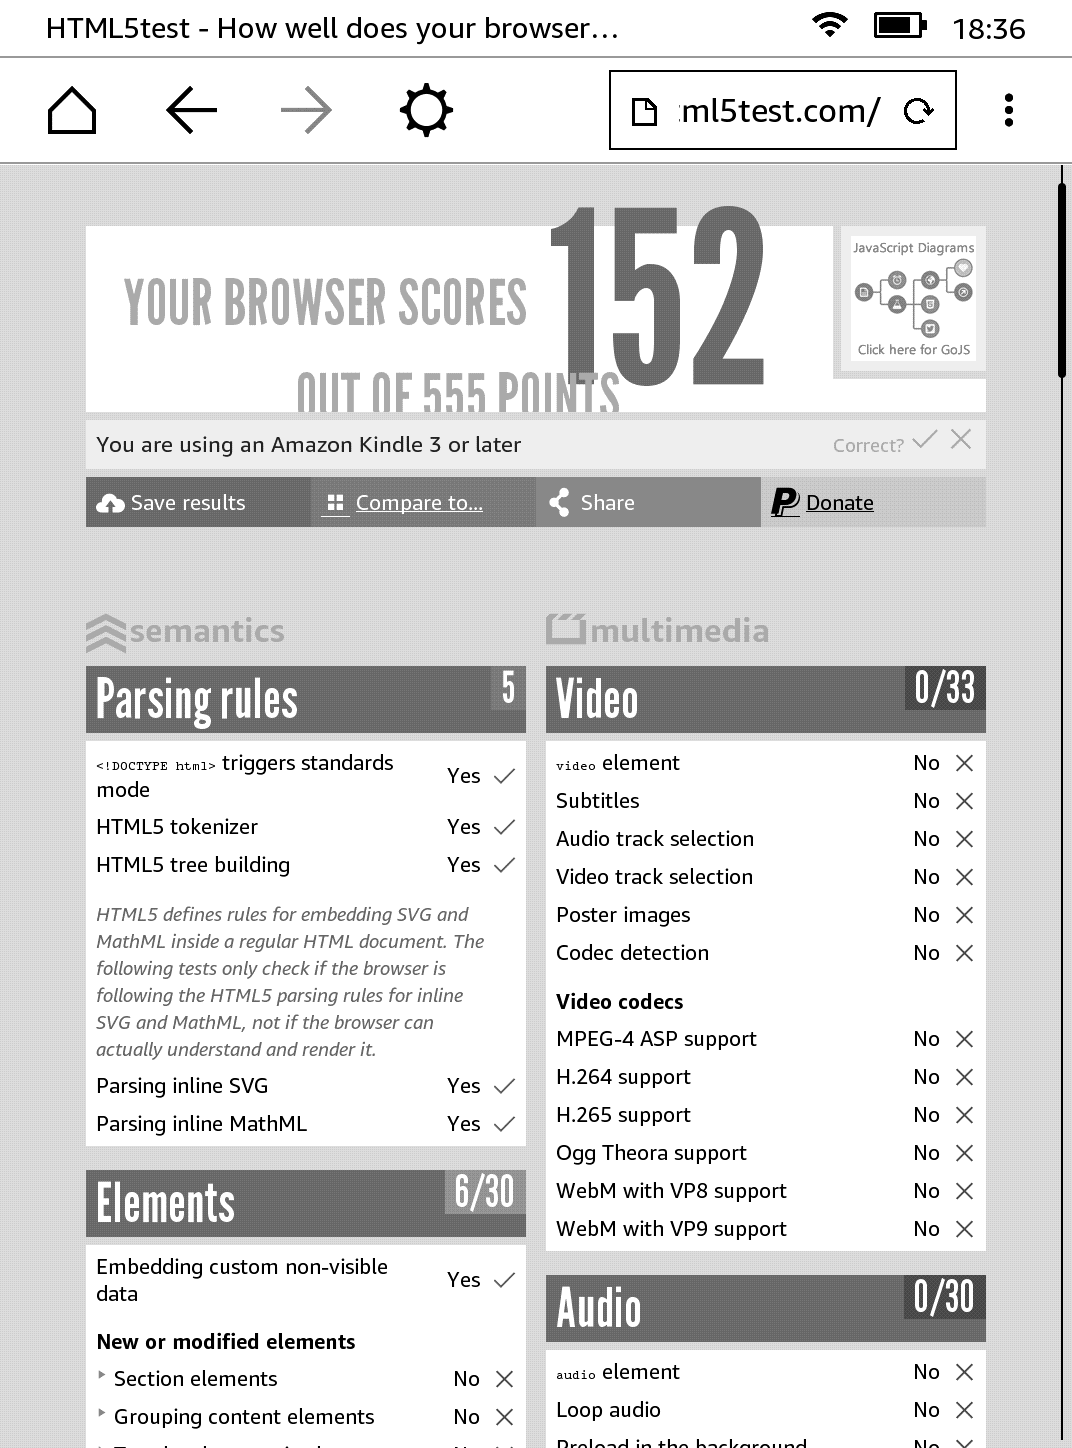 HTML5test - How well does your browser…
18:36
:ml5test.com/
YOUR BROWSER SCORES
152
OUT OF 555 POINTS
JavaScript Diagrams
Click here for GoJS
You are using an Amazon Kindle 3 or later
Correct?
Save results
Compare to...
Share
Donate
semantics
Parsing rules 5
<!DOCTYPE html> triggers standards
mode
Yes
HTML5 tokenizer Yes
HTML5 tree building Yes
HTML5 defines rules for embedding SVG and
MathML inside a regular HTML document. The
following tests only check if the browser is
following the HTML5 parsing rules for inline
SVG and MathML, not if the browser can
actually understand and render it.
Parsing inline SVG Yes
Parsing inline MathML Yes
Elements 6/30
Embedding custom non-visible
data
Yes
New or modified elements
Section elements No
Grouping content elements No
multimedia
Video 0/33
video element No
Subtitles No
Audio track selection No
Video track selection No
Poster images No
Codec detection No
Video codecs
MPEG-4 ASP support No
H.264 support No
H.265 support No
Ogg Theora support No
WebM with VP8 support No
WebM with VP9 support No
Audio 0/30
audio element No
Loop audio No
Preload in the background No